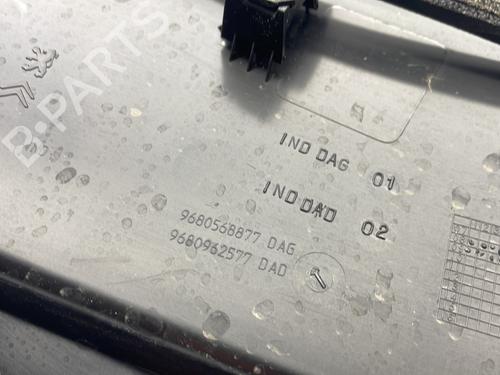 B-PARTS
IND DAG 01
IND DAD 02
9680568877 DAG
9680962577 DAD